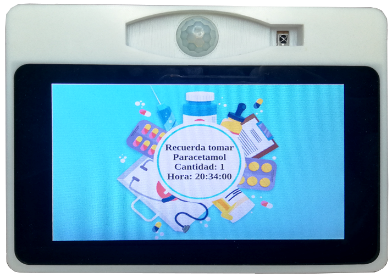 Recuerda tomar
Paracetamol
Cantidad: 1
Hora: 20:34:00